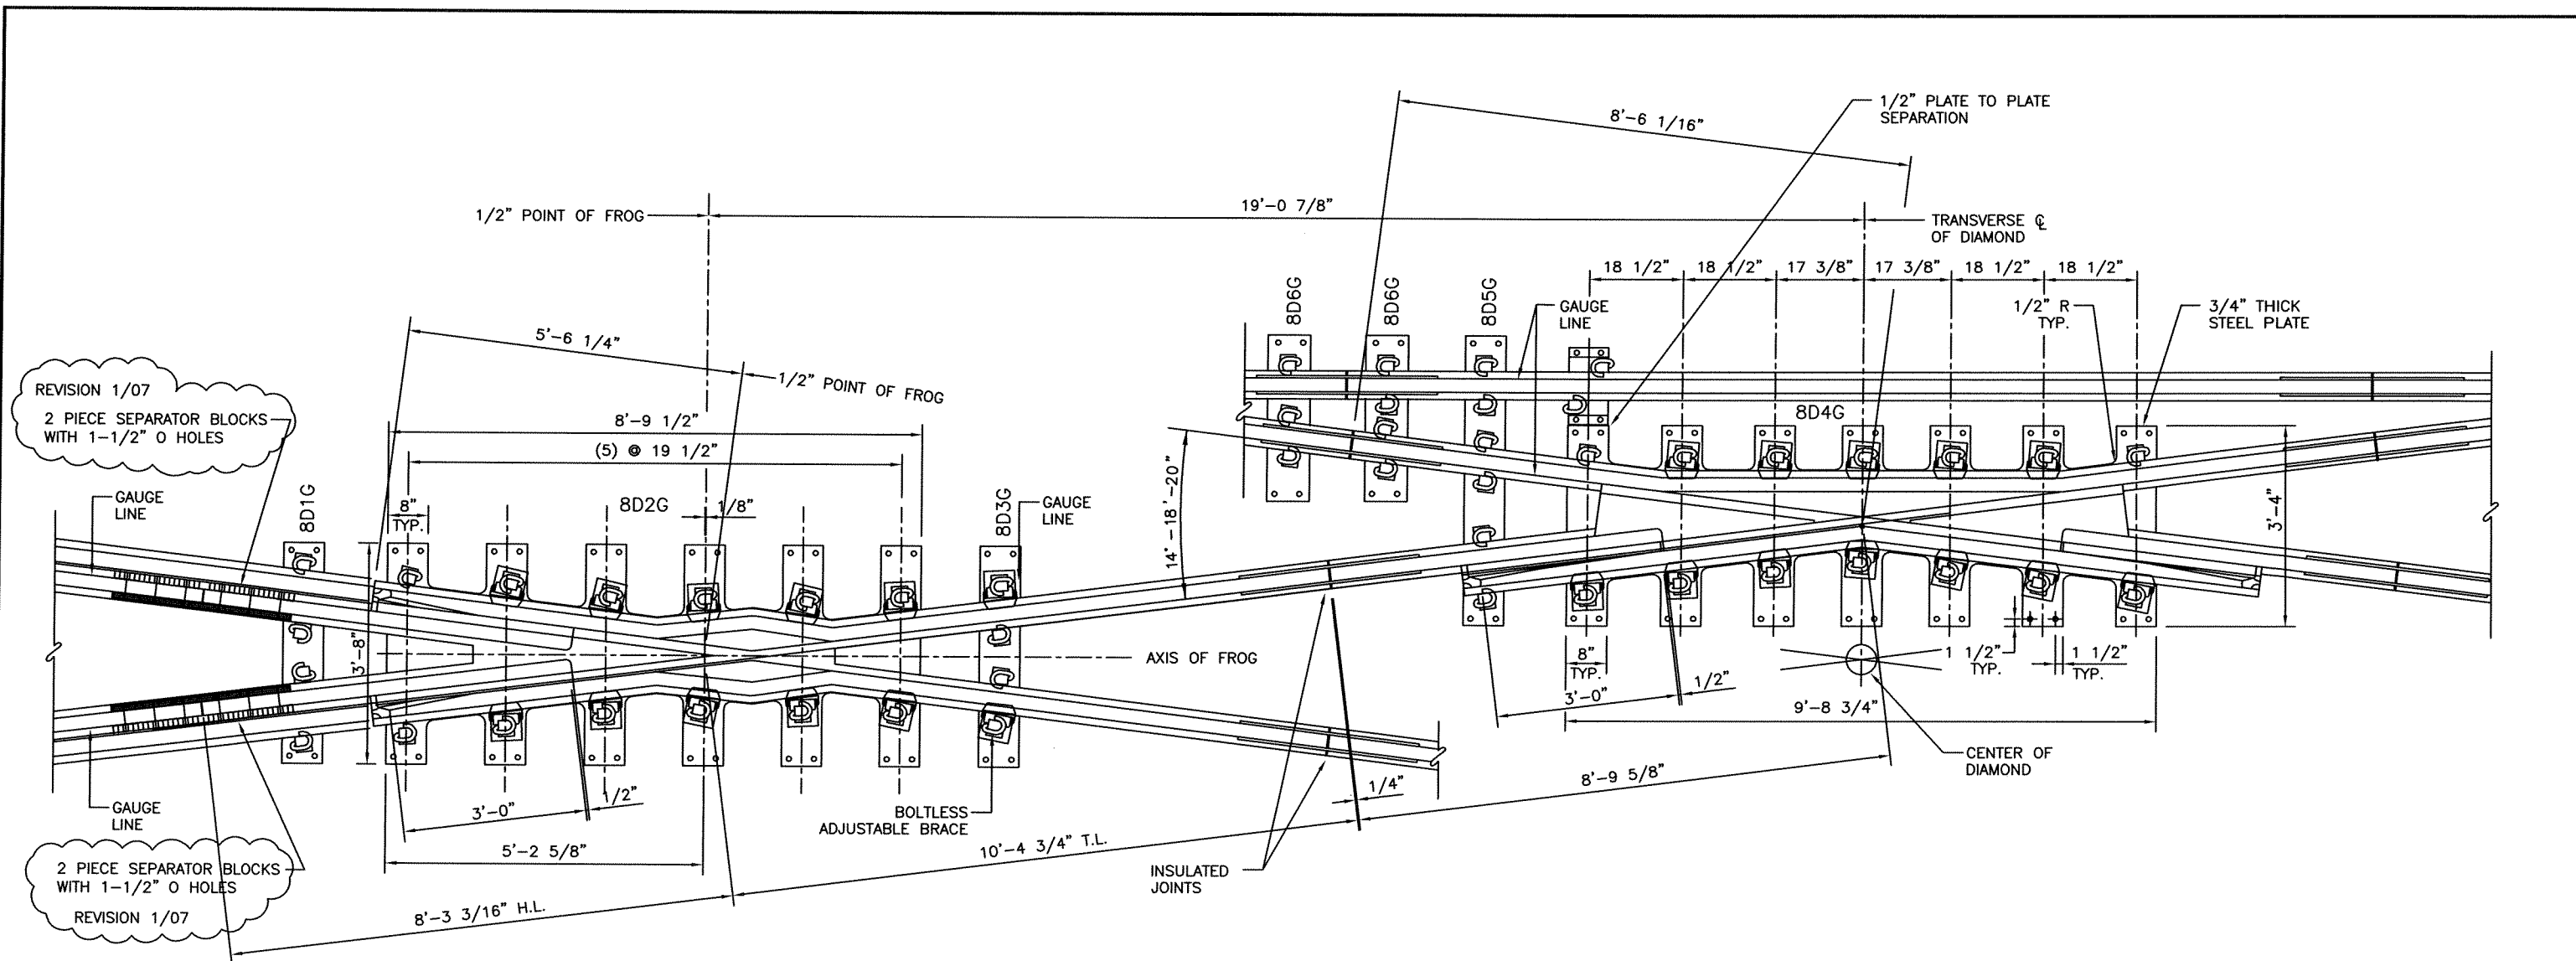 1/2" PLATE TO PLATE
SEPARATION
8'-6 1/16"
1/2" POINT OF FROG
19'-0 7/8"
TRANSVERSE ℄
OF DIAMOND
18 1/2"
18 1/2"
17 3/8"
17 3/8"
18 1/2"
18 1/2"
8D6G
8D6G
8D5G
GAUGE
LINE
1/2" R
TYP.
3/4" THICK
STEEL PLATE
5'-6 1/4"
1/2" POINT OF FROG
REVISION 1/07
2 PIECE SEPARATOR BLOCKS
WITH 1-1/2" O HOLES
8'-9 1/2"
(5) @ 19 1/2"
8D4G
GAUGE
LINE
8D1G
8"
TYP.
8D2G
1/8"
8D3G
GAUGE
LINE
14°-18'-20"
3'-4"
3'-8"
AXIS OF FROG
8"
TYP.
1 1/2"
TYP.
1 1/2"
TYP.
3'-0"
1/2"
9'-8 3/4"
CENTER OF
DIAMOND
GAUGE
LINE
3'-0"
1/2"
BOLTLESS
ADJUSTABLE BRACE
1/4"
8'-9 5/8"
5'-2 5/8"
10'-4 3/4" T.L.
INSULATED
JOINTS
2 PIECE SEPARATOR BLOCKS
WITH 1-1/2" O HOLES
REVISION 1/07
8'-3 3/16" H.L.